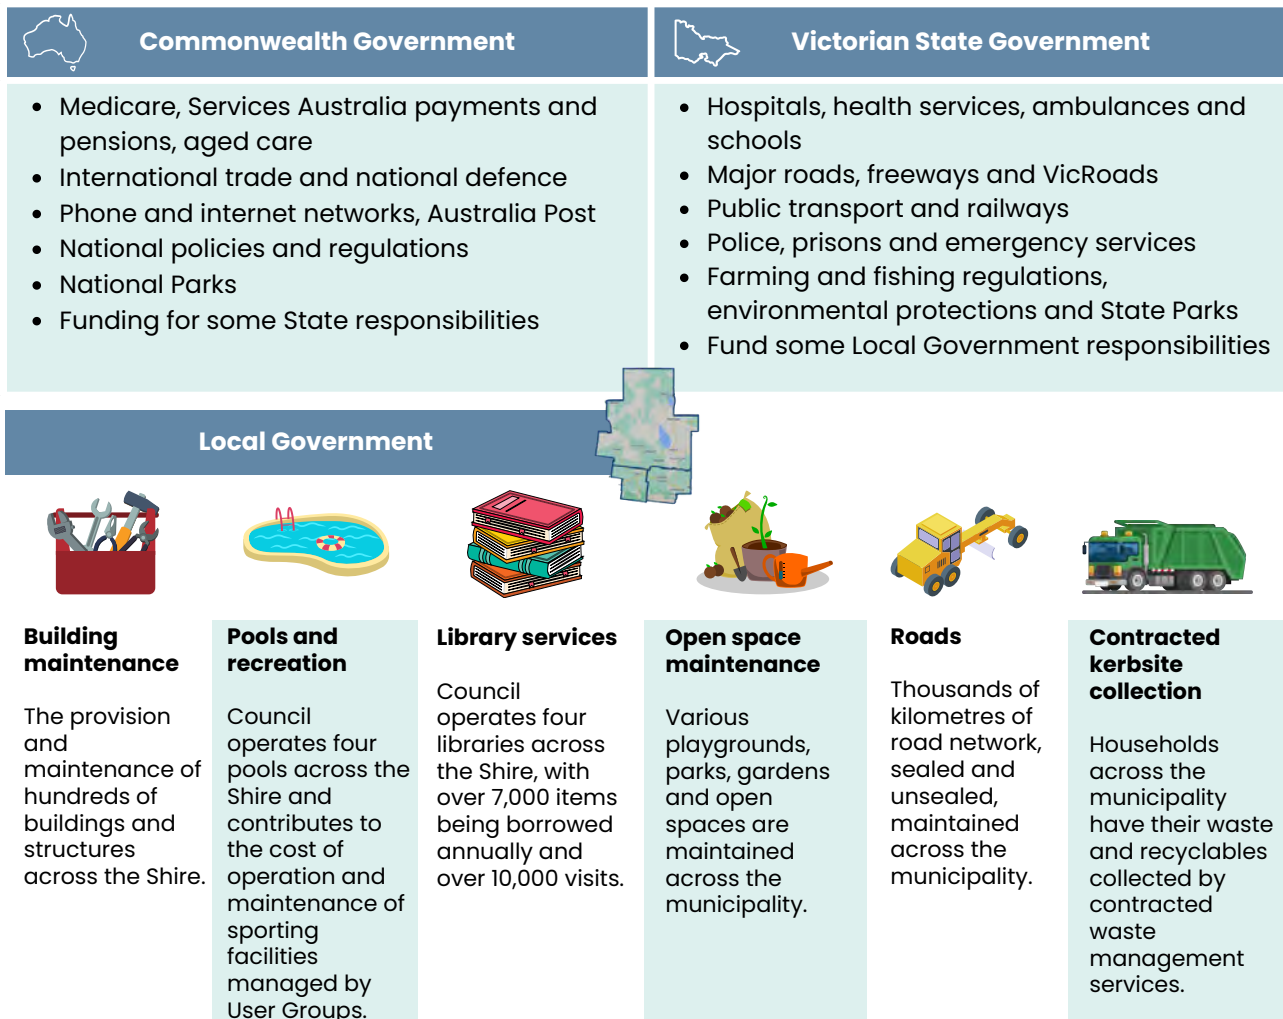 Commonwealth Government
Medicare, Services Australia payments and
pensions, aged care
International trade and national defence
Phone and internet networks, Australia Post
National policies and regulations
National Parks
Funding for some State responsibilities
Victorian State Government
Hospitals, health services, ambulances and
schools
Major roads, freeways and VicRoads
Public transport and railways
Police, prisons and emergency services
Farming and fishing regulations,
environmental protections and State Parks
Fund some Local Government responsibilities
Local Government
Building
maintenance
The provision
and
maintenance of
hundreds of
buildings and
structures
across the Shire.
Pools and
recreation
Council
operates four
pools across the
Shire and
contributes to
the cost of
operation and
maintenance of
sporting
facilities
managed by
User Groups.
Library services
Council
operates four
libraries across
the Shire, with
over 7,000 items
being borrowed
annually and
over 10,000 visits.
Open space
maintenance
Various
playgrounds,
parks, gardens
and open
spaces are
maintained
across the
municipality.
Roads
Thousands of
kilometres of
road network,
sealed and
unsealed,
maintained
across the
municipality.
Contracted
kerbsite
collection
Households
across the
municipality
have their waste
and recyclables
collected by
contracted
waste
management
services.